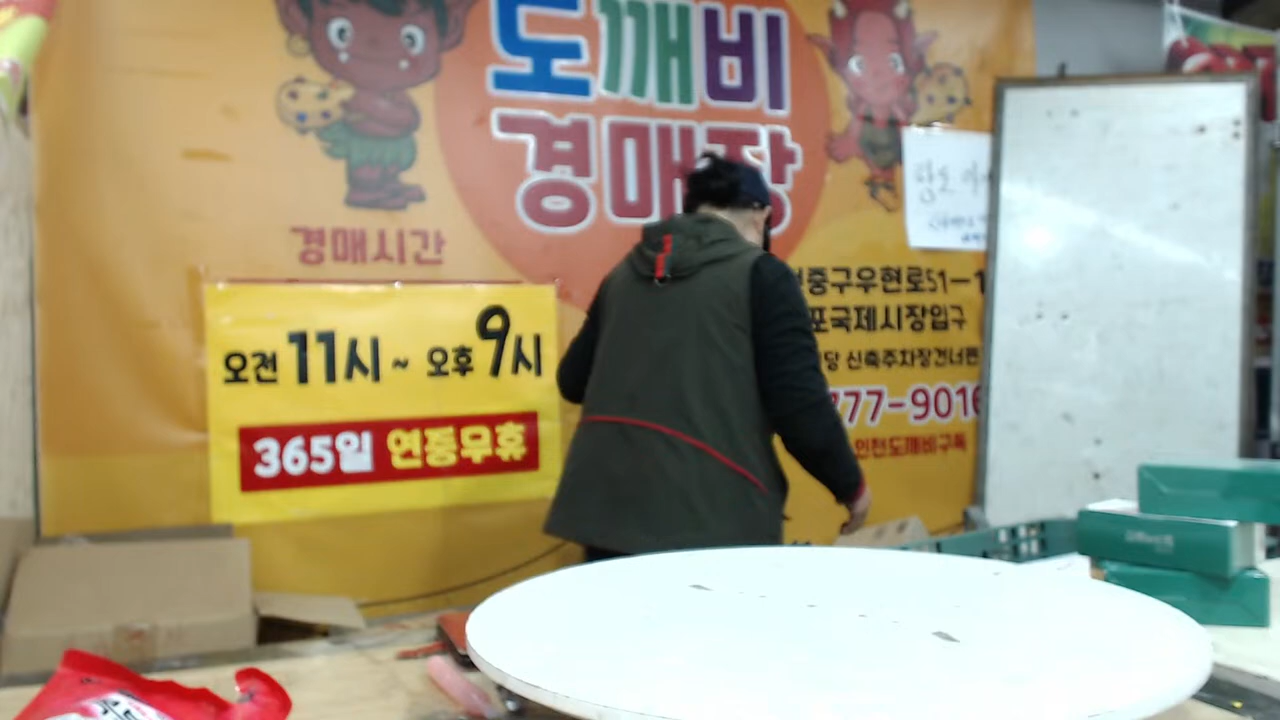 도깨비
경매장
경매시간
오전 11시 ~ 오후 9시
365일 연중무휴
중구우현로51-1
포국제시장입구
당 신축주차장건너편
777-9016
인천도깨비구독